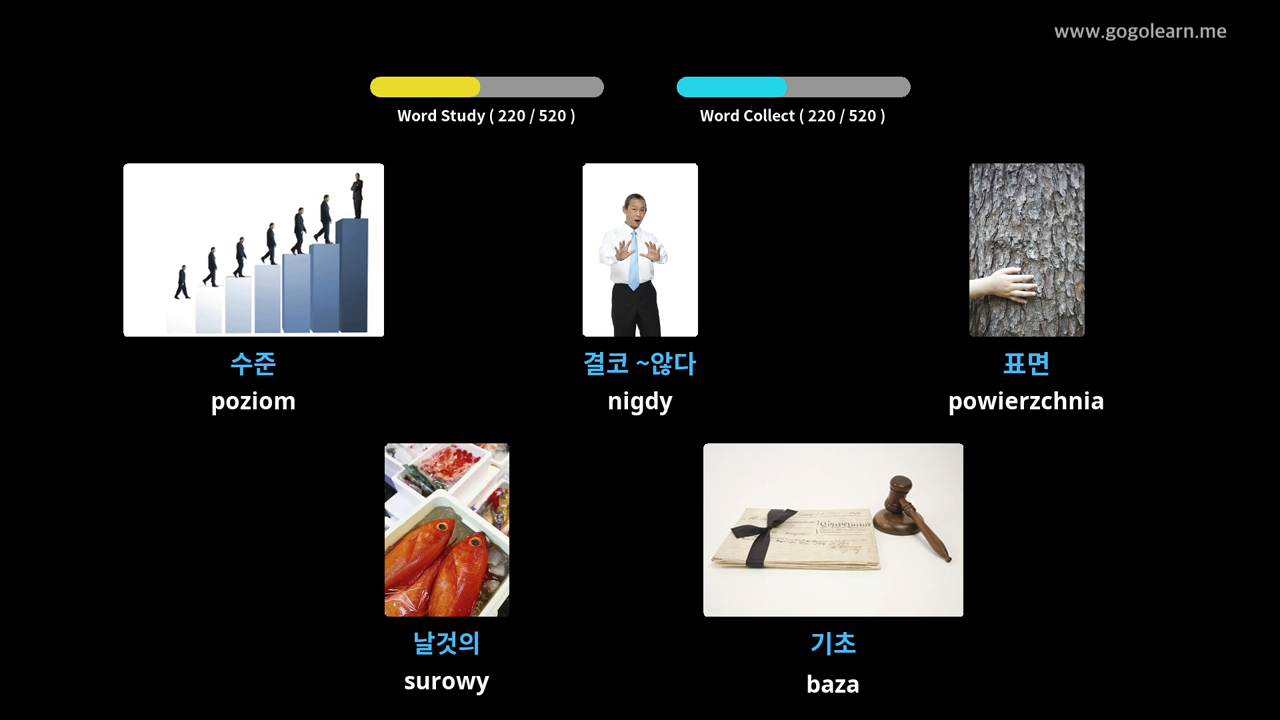 www.gogolearn.me
Word Study ( 220 / 520 )
Word Collect ( 220 / 520 )
수준
poziom
결코 ~않다
nigdy
표면
powierzchnia
날것의
surowy
기초
baza